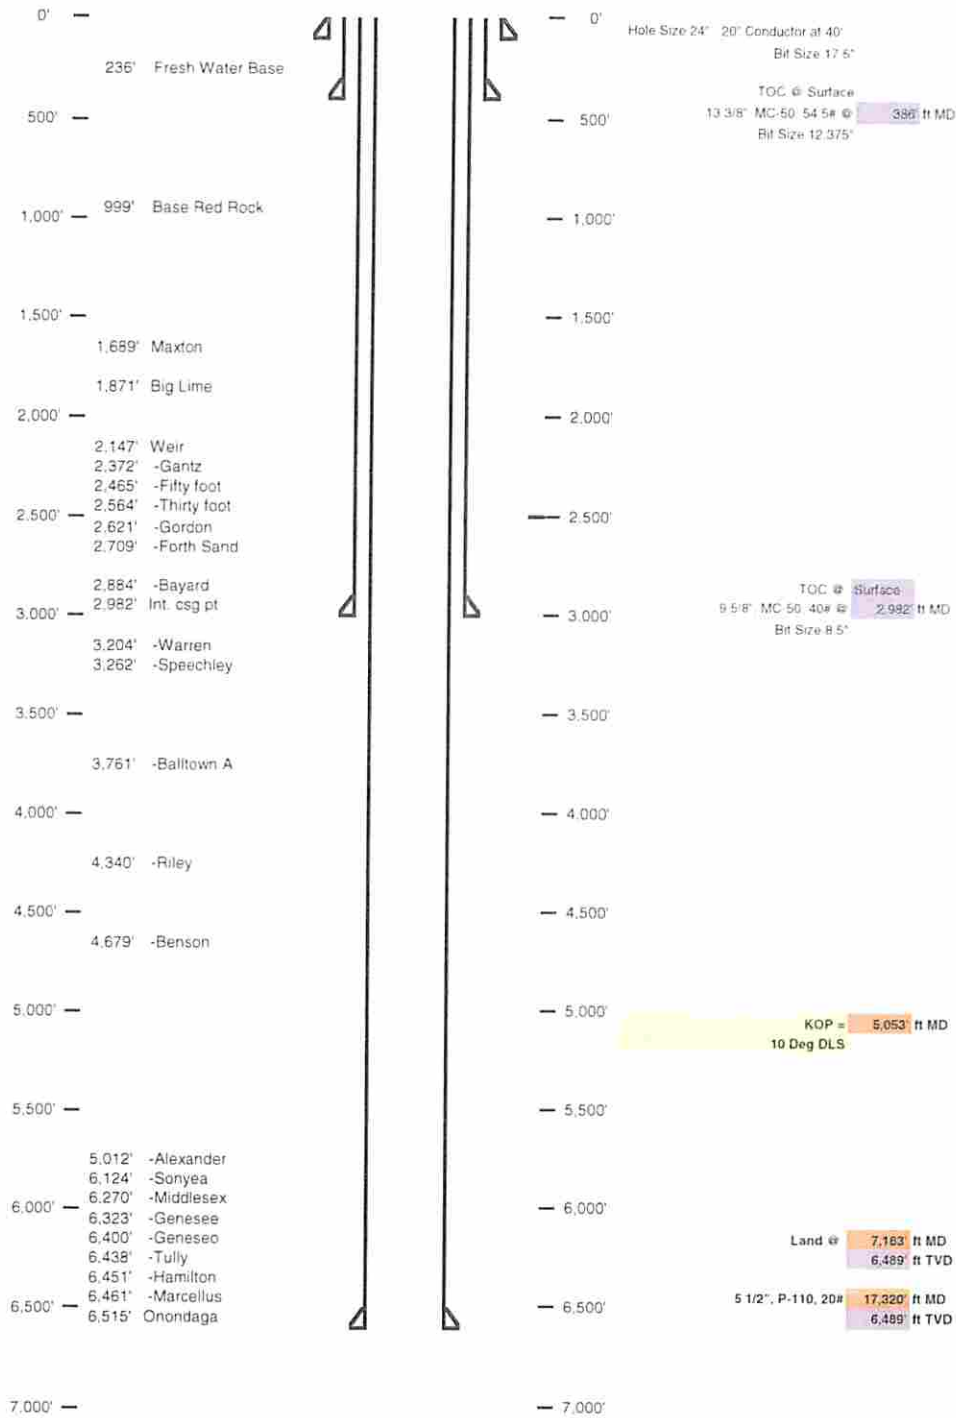 0'
236' Fresh Water Base
500'
999' Base Red Rock
1,000'
1,500'
1,689' Maxton
1,871' Big Lime
2,000'
2,147' Weir
2,372' -Gantz
2,465' -Fifty foot
2,564' -Thirty foot
2,500'
2,621' -Gordon
2,709' -Forth Sand
2,884' -Bayard
2,982' Int. csg pt
3,000'
3,204' -Warren
3,262' -Speechley
3,500'
3,761' -Balltown A
4,000'
4,340' -Riley
4,500'
4,679' -Benson
5,000'
5,500'
5,012' -Alexander
6,124' -Sonyea
6,270' -Middlesex
6,000'
6,323' -Genesee
6,400' -Geneseo
6,438' -Tully
6,451' -Hamilton
6,461' -Marcellus
6,500'
6,515' Onondaga
7,000'
0'
500'
1,000'
1,500'
2,000'
2,500'
3,000'
3,500'
4,000'
4,500'
5,000'
5,500'
6,000'
6,500'
7,000'
Hole Size 24" 20" Conductor at 40'
Bit Size 17.5"
TOC @ Surface
13 3/8" MC-50 54.5# @ 386' ft MD
Bit Size 12.375"
TOC @ Surface
9 5/8" MC-50 40# @ 2,982' ft MD
Bit Size 8.5"
KOP = 5,053' ft MD
10 Deg DLS
Land @ 7,163' ft MD
6,489' ft TVD
5 1/2", P-110, 20# 17,320' ft MD
6,489' ft TVD